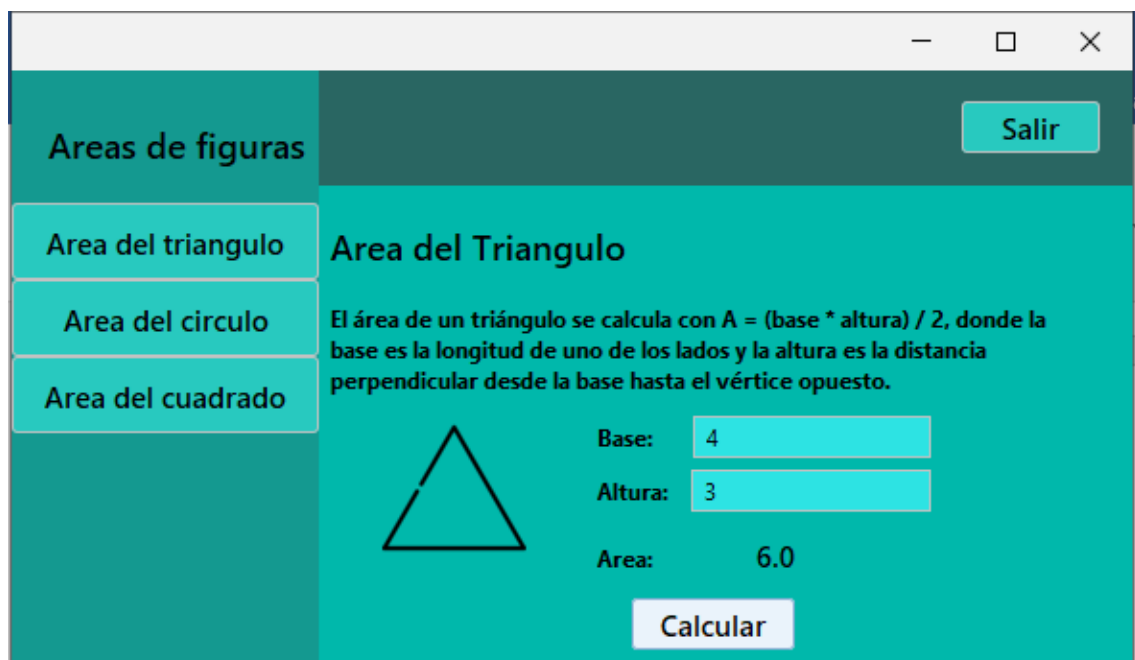 Areas de figuras
Salir
Area del triangulo
Area del circulo
Area del cuadrado
Area del Triangulo
El área de un triángulo se calcula con A = (base * altura) / 2, donde la
base es la longitud de uno de los lados y la altura es la distancia
perpendicular desde la base hasta el vértice opuesto.
Base: 4
Altura: 3
Area: 6.0
Calcular